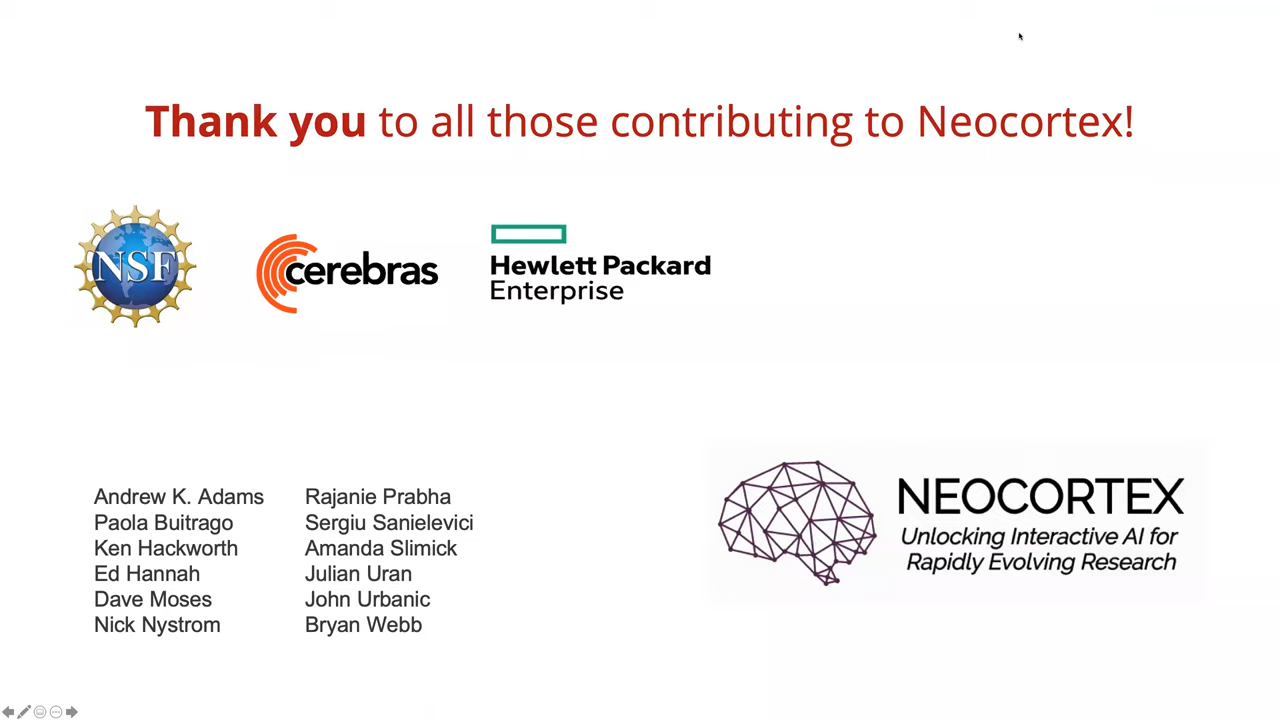 Thank you to all those contributing to Neocortex!
NSF
cerebras
Hewlett Packard
Enterprise
Andrew K. Adams
Paola Buitrago
Ken Hackworth
Ed Hannah
Dave Moses
Nick Nystrom
Rajanie Prabha
Sergiu Sanielevici
Amanda Slimick
Julian Uran
John Urbanic
Bryan Webb
NEOCORTEX
Unlocking Interactive AI for
Rapidly Evolving Research